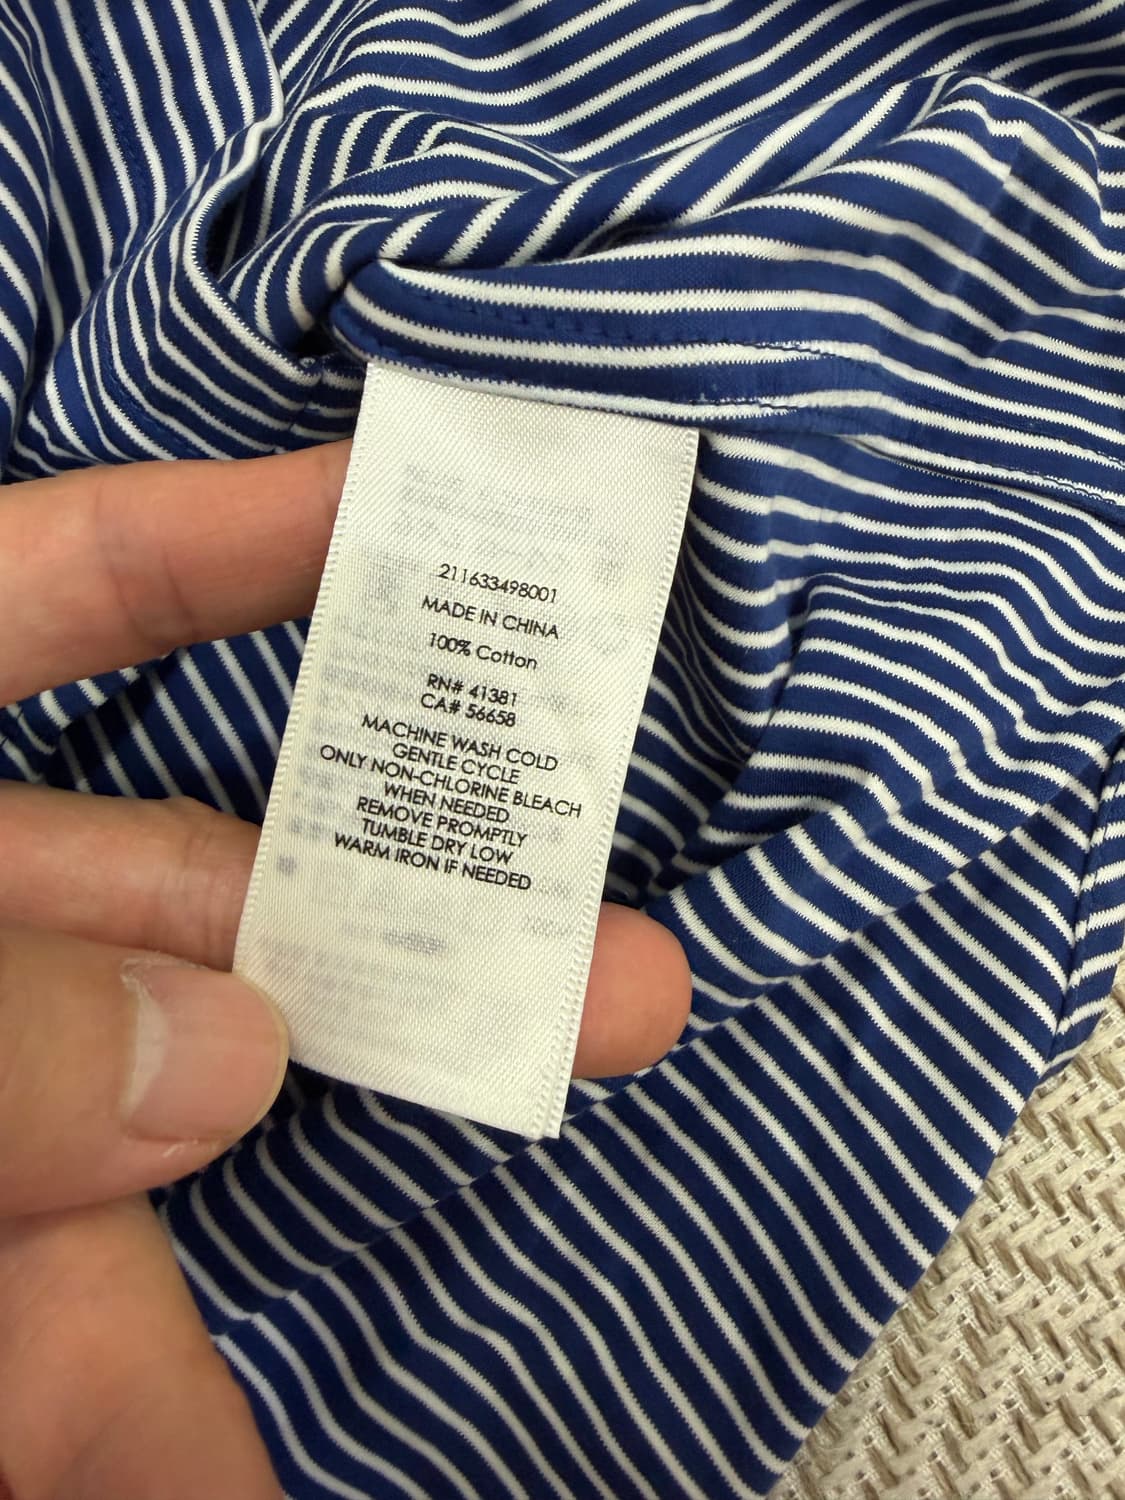 211633498001
MADE IN CHINA
100% Cotton
RN# 41381
CA# 56658
MACHINE WASH COLD
GENTLE CYCLE
ONLY NON-CHLORINE BLEACH
WHEN NEEDED
REMOVE PROMPTLY
TUMBLE DRY LOW
WARM IRON IF NEEDED